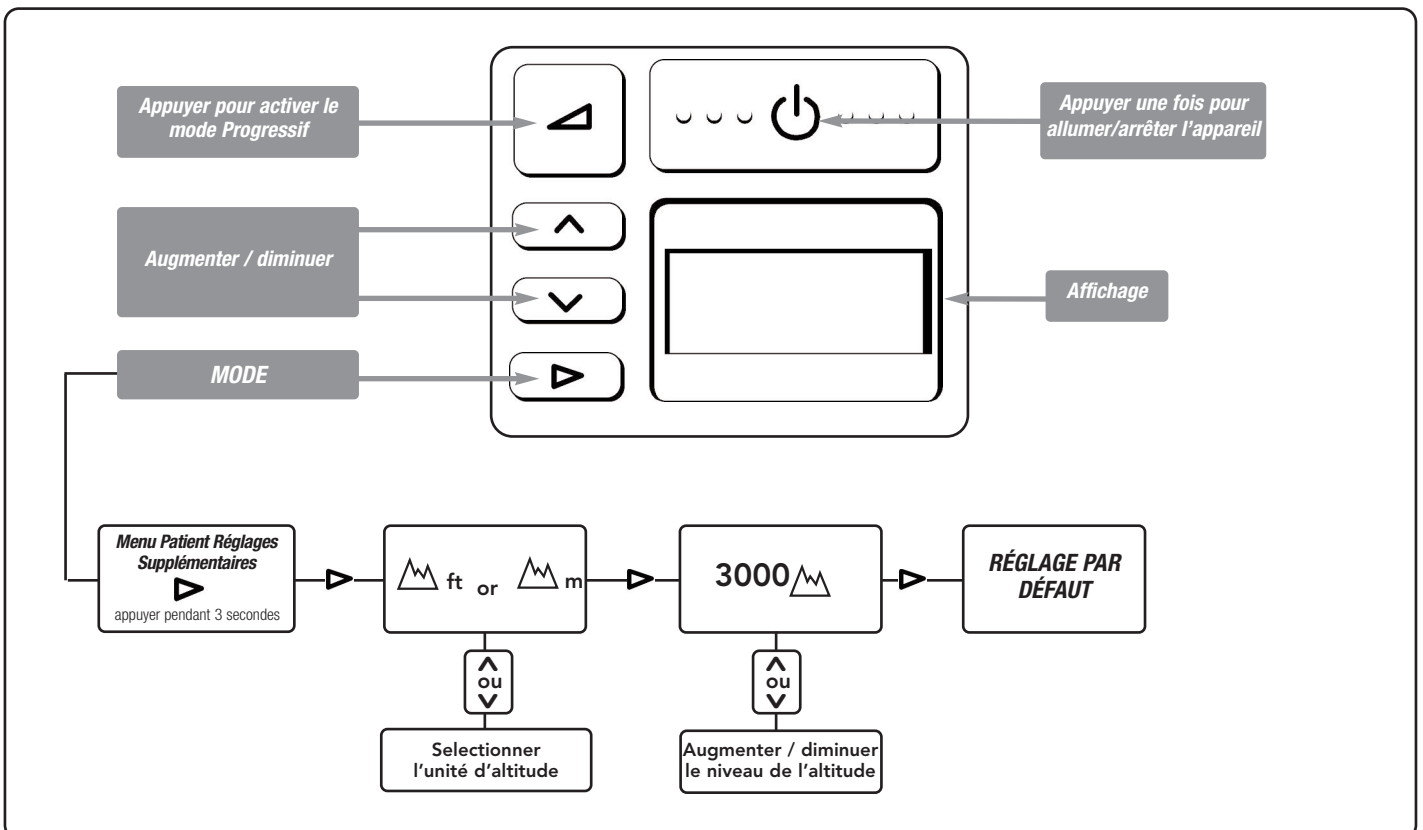 Appuyer pour activer le
mode Progressif
Appuyer une fois pour
allumer/arrêter l’appareil
Augmenter / diminuer
Affichage
MODE
Menu Patient Réglages
Supplémentaires
appuyer pendant 3 secondes
ft or m
3000
RÉGLAGE PAR
DÉFAUT
ou
ou
Selectionner
l’unité d’altitude
Augmenter / diminuer
le niveau de l’altitude